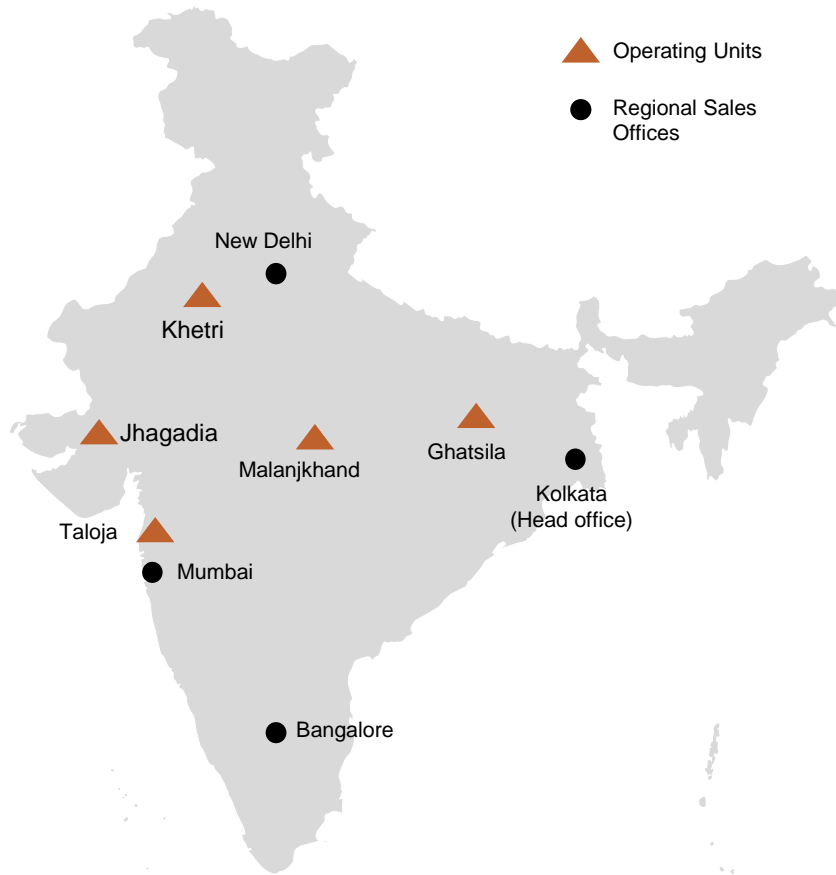 Operating Units
Regional Sales
Offices
New Delhi
Khetri
Jhagadia
Malanjkhand
Ghatsila
Kolkata
(Head office)
Taloja
Mumbai
Bangalore